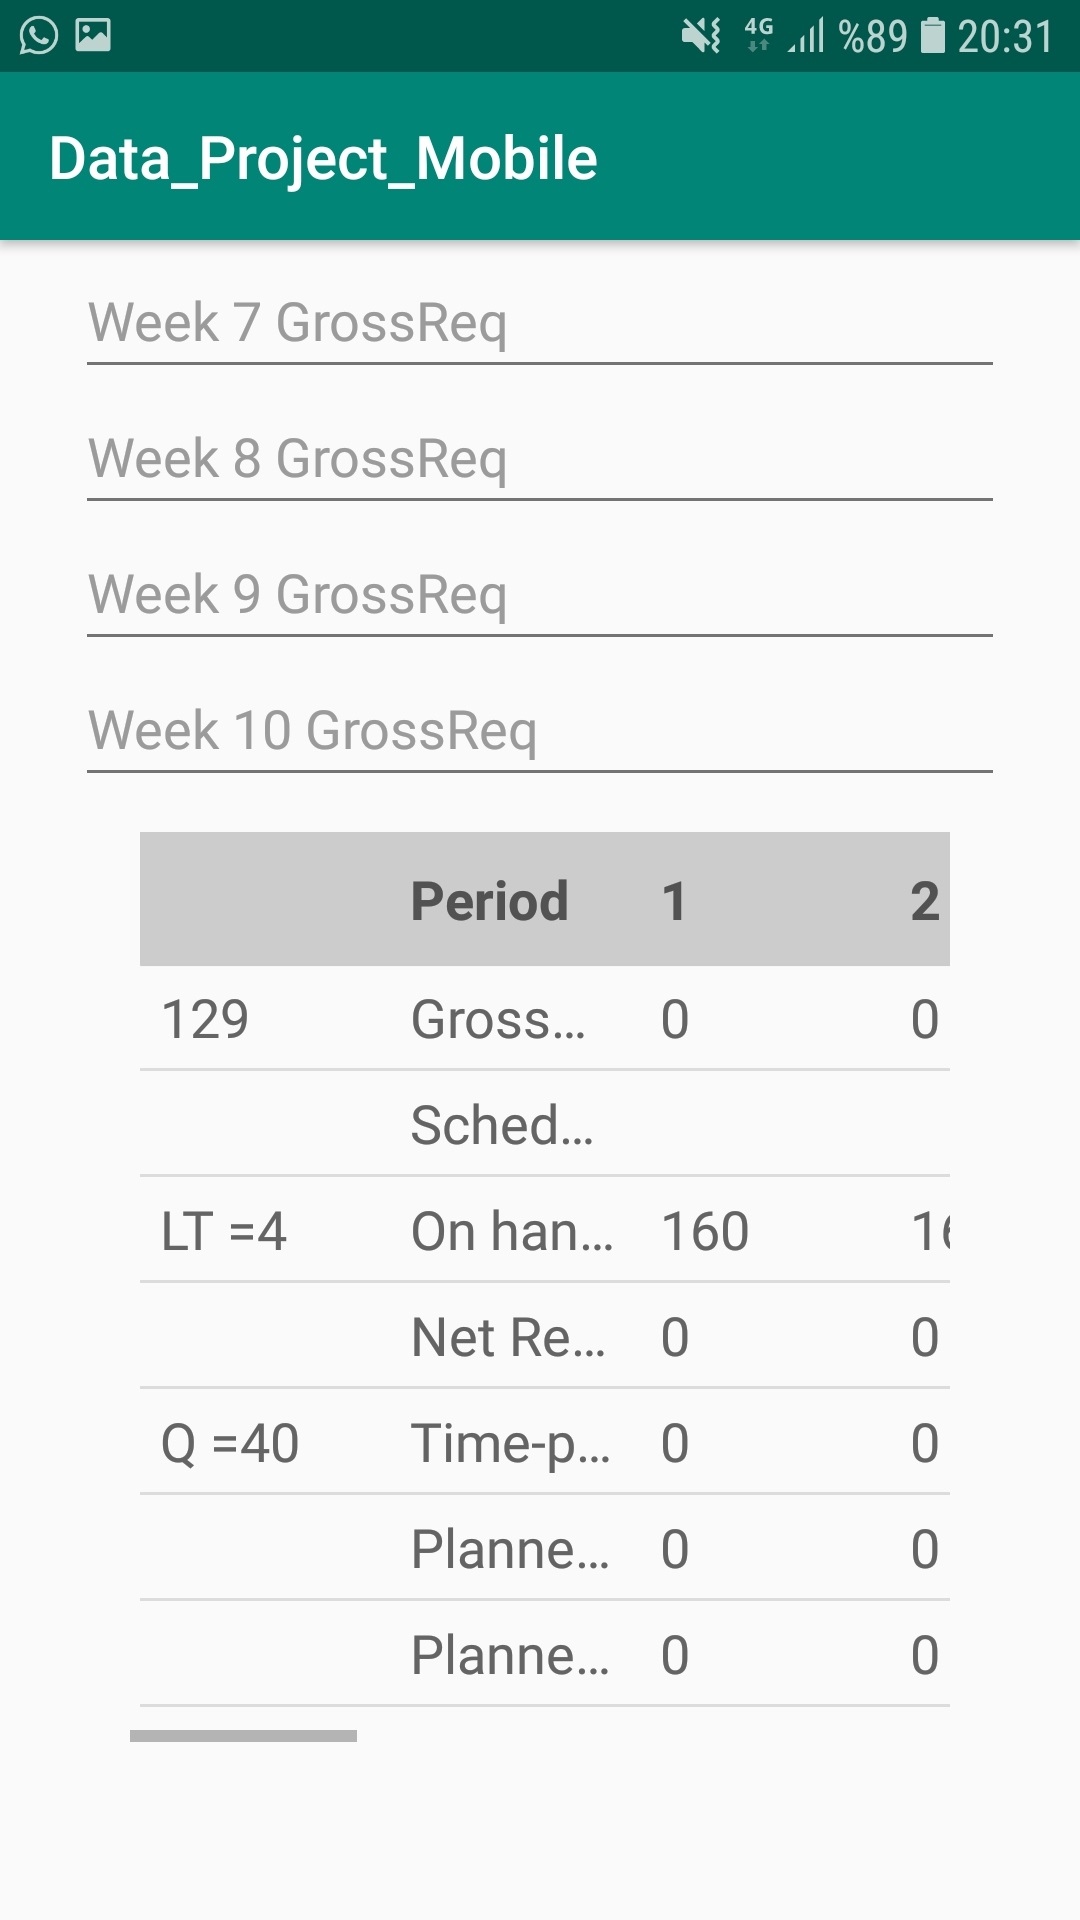 4G %89 20:31
Data_Project_Mobile
Week 7 GrossReq
Week 8 GrossReq
Week 9 GrossReq
Week 10 GrossReq
Period 1 2
129 Gross... 0 0
Sched...
LT =4 On han... 160 16
Net Re... 0 0
Q =40 Time-p... 0 0
Planne... 0 0
Planne... 0 0